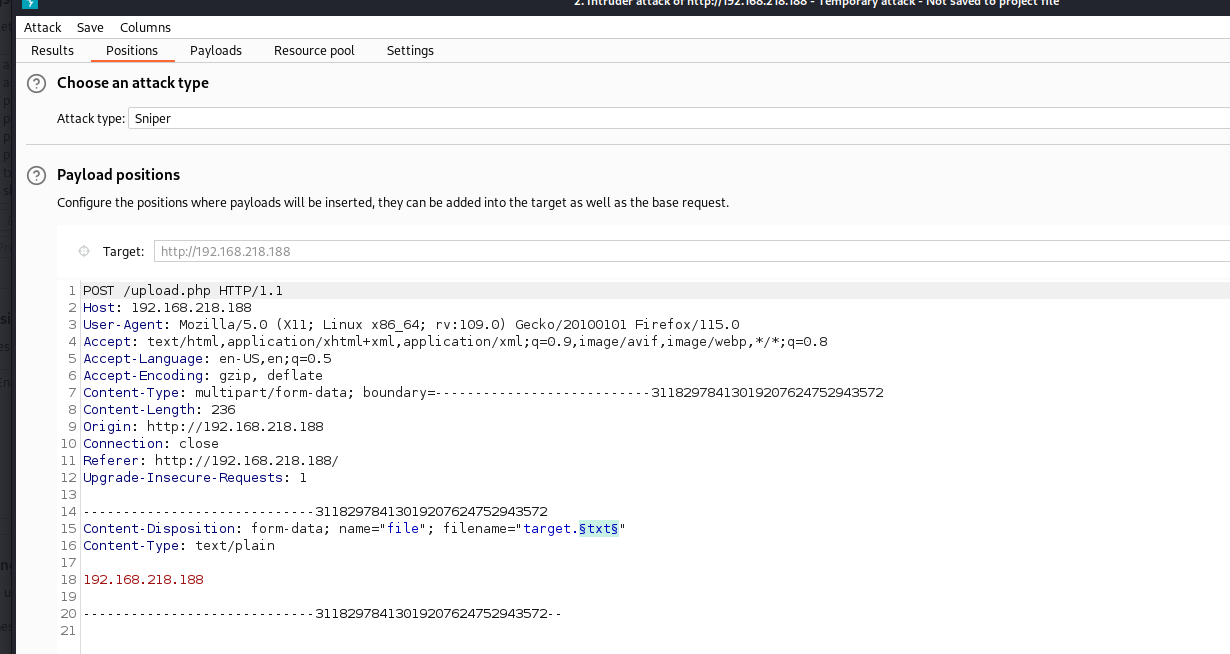 2. Intruder attack of http://192.168.218.188 - Temporary attack - Not saved to project file
Attack Save Columns
Results Positions Payloads Resource pool Settings
? Choose an attack type
Attack type: Sniper
? Payload positions
Configure the positions where payloads will be inserted, they can be added into the target as well as the base request.
Target: http://192.168.218.188
1 POST /upload.php HTTP/1.1
2 Host: 192.168.218.188
3 User-Agent: Mozilla/5.0 (X11; Linux x86_64; rv:109.0) Gecko/20100101 Firefox/115.0
4 Accept: text/html,application/xhtml+xml,application/xml;q=0.9,image/avif,image/webp,*/*;q=0.8
5 Accept-Language: en-US,en;q=0.5
6 Accept-Encoding: gzip, deflate
7 Content-Type: multipart/form-data; boundary=---------------------------31182978413019207624752943572
8 Content-Length: 236
9 Origin: http://192.168.218.188
10 Connection: close
11 Referer: http://192.168.218.188/
12 Upgrade-Insecure-Requests: 1
13
14 -----------------------------31182978413019207624752943572
15 Content-Disposition: form-data; name="file"; filename="target.§txt§"
16 Content-Type: text/plain
17
18 192.168.218.188
19
20 -----------------------------31182978413019207624752943572--
21